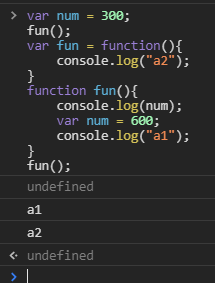 var num = 300;
fun();
var fun = function(){
    console.log("a2");
}
function fun(){
    console.log(num);
    var num = 600;
    console.log("a1");
}
fun();
undefined
a1
a2
undefined